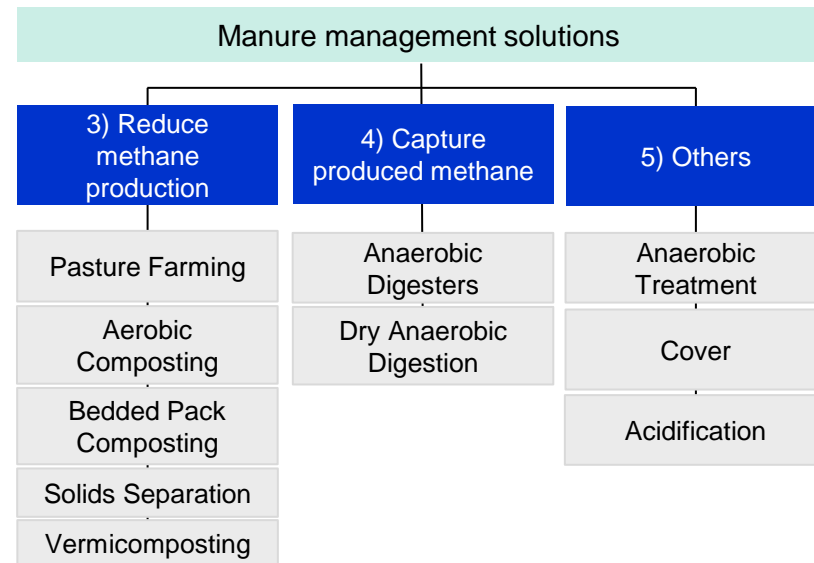 Manure management solutions
3) Reduce
methane
production
4) Capture
produced methane
5) Others
Pasture Farming
Aerobic
Composting
Bedded Pack
Composting
Solids Separation
Vermicomposting
Anaerobic
Digesters
Dry Anaerobic
Digestion
Anaerobic
Treatment
Cover
Acidification